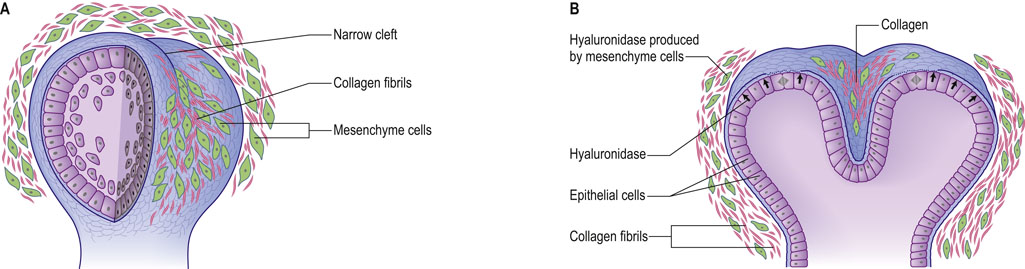 A
Narrow cleft
Collagen fibrils
Mesenchyme cells
B
Collagen
Hyaluronidase produced
by mesenchyme cells
Hyaluronidase
Epithelial cells
Collagen fibrils